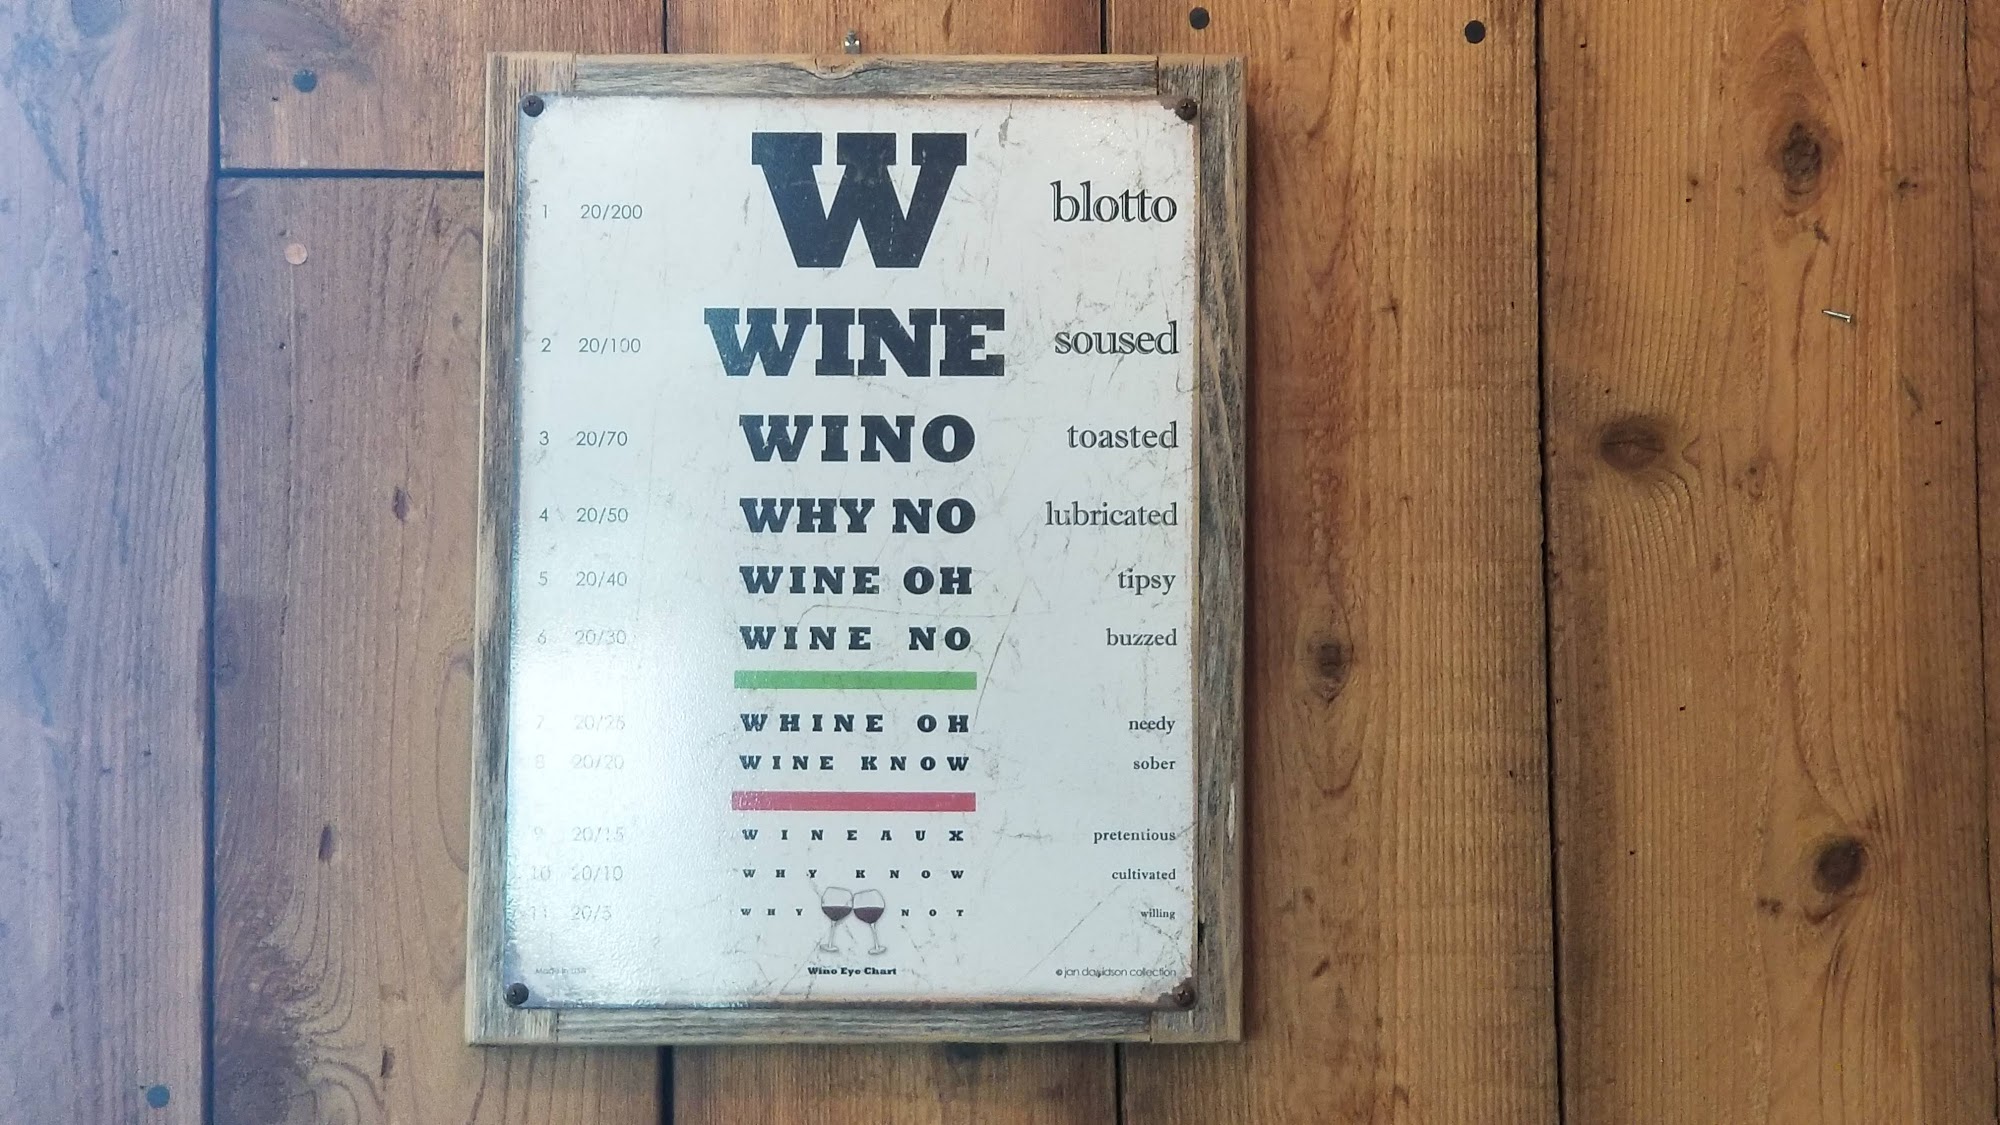 1 20/200 W blotto
2 20/100 WINE soused
3 20/70 WINO toasted
4 20/50 WHY NO lubricated
5 20/40 WINE OH tipsy
6 20/30 WINE NO buzzed
7 20/25 WHINE OH needy
8 20/20 WINE KNOW sober
9 20/15 WINEAUX pretentious
10 20/10 WHY KNOW cultivated
11 20/5 WHY NOT willing
Made in USA Wino Eye Chart © jan davidson collection